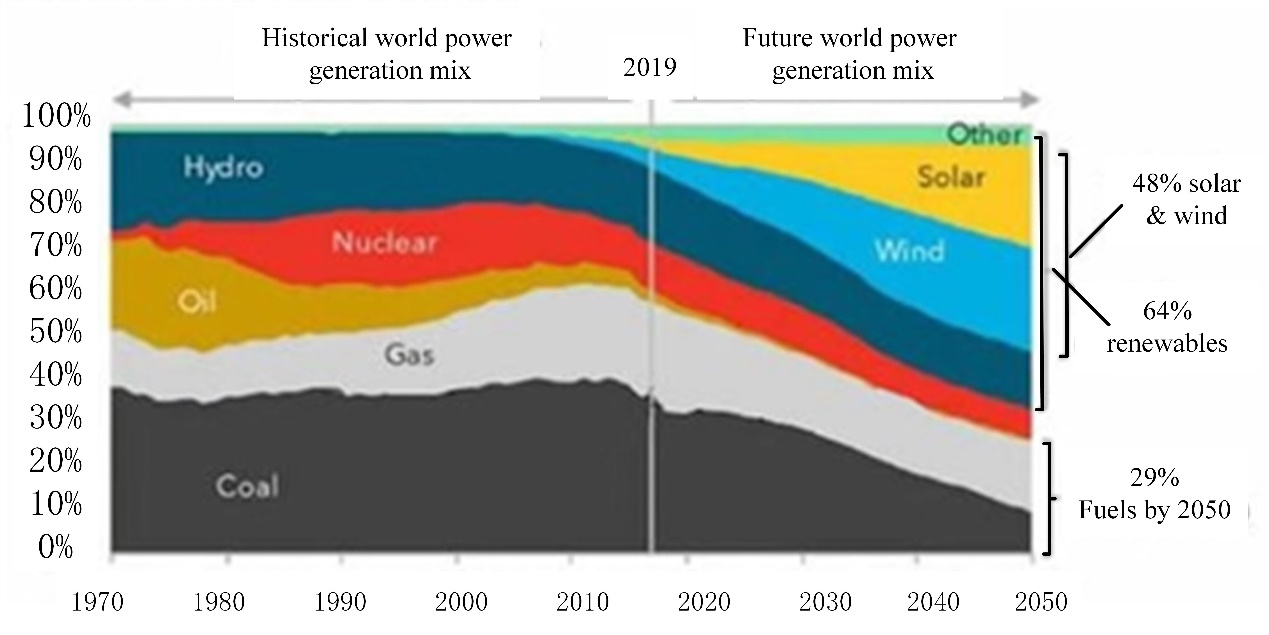 Historical world power
generation mix
2019
Future world power
generation mix
100%
90%
80%
70%
60%
50%
40%
30%
20%
10%
0%
Other
Hydro
Solar
Nuclear
Wind
Oil
Gas
Coal
48% solar
& wind
64%
renewables
29%
Fuels by 2050
1970
1980
1990
2000
2010
2020
2030
2040
2050